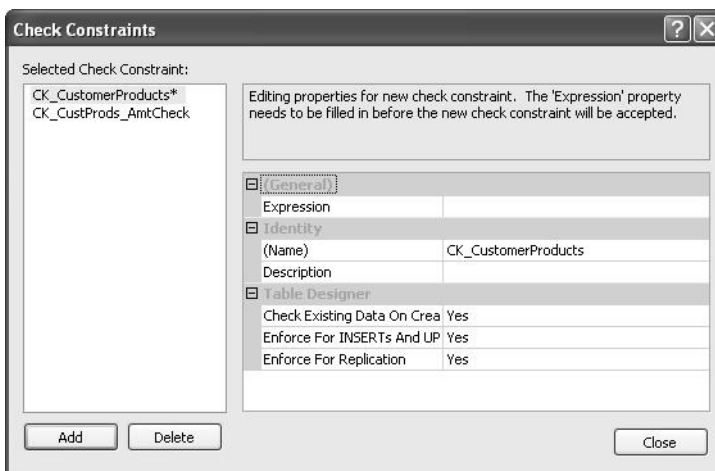 Check Constraints
Selected Check Constraint:
CK_CustomerProducts*
CK_CustProds_AmtCheck
Editing properties for new check constraint. The 'Expression' property
needs to be filled in before the new check constraint will be accepted.
(General)
Expression
Identity
(Name) CK_CustomerProducts
Description
Table Designer
Check Existing Data On Crea Yes
Enforce For INSERTs And UP Yes
Enforce For Replication Yes
Add Delete
Close